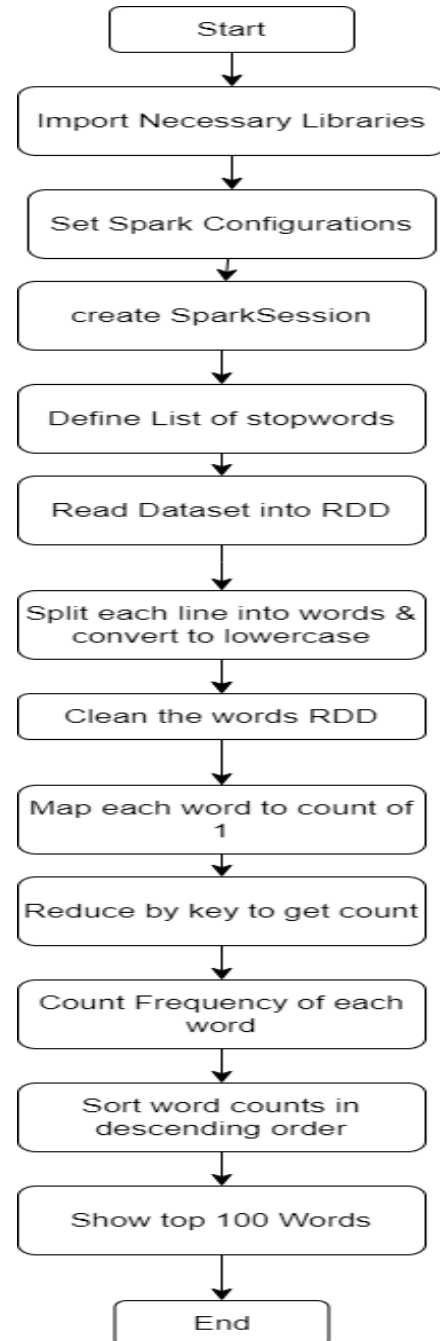 Start
Import Necessary Libraries
Set Spark Configurations
create SparkSession
Define List of stopwords
Read Dataset into RDD
Split each line into words &
convert to lowercase
Clean the words RDD
Map each word to count of
1
Reduce by key to get count
Count Frequency of each
word
Sort word counts in
descending order
Show top 100 Words
End